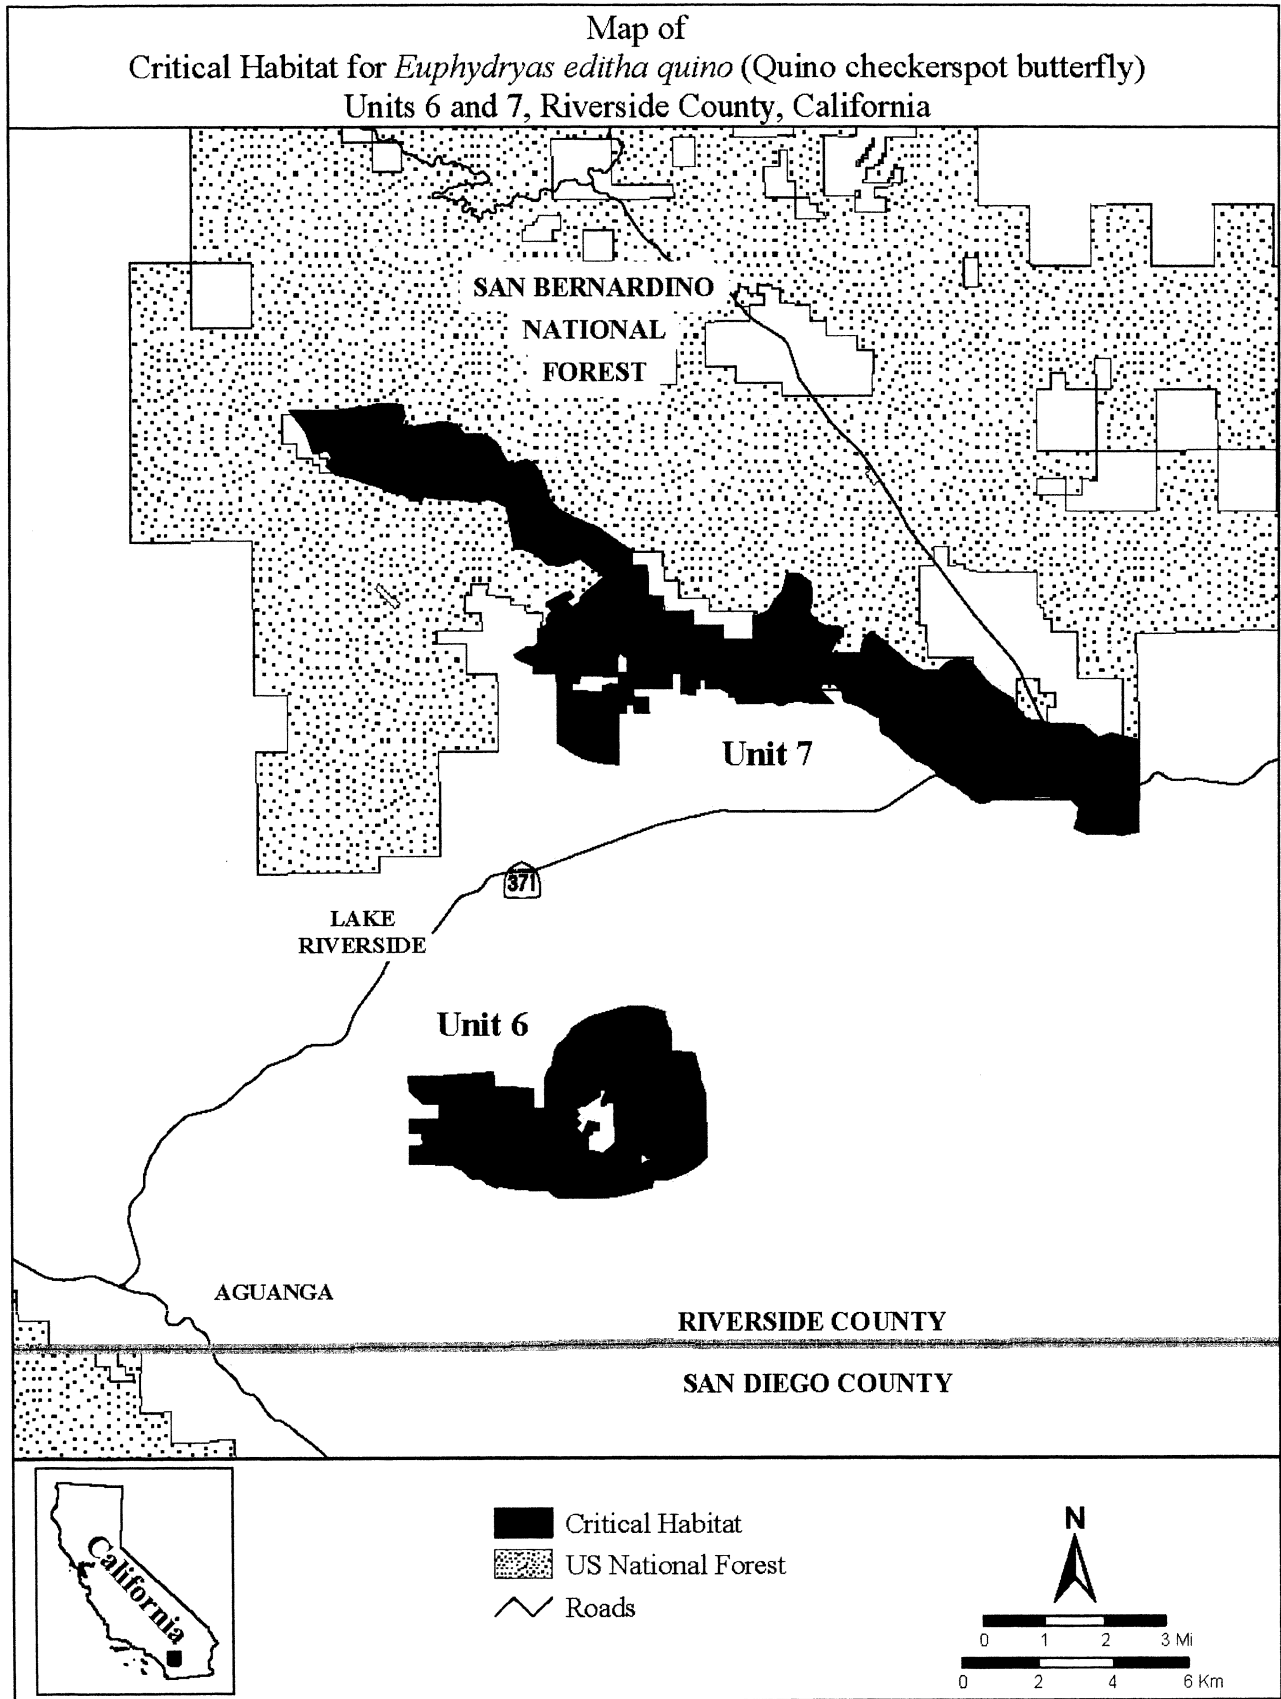 Map of
Critical Habitat for Euphydryas editha quino (Quino checkerspot butterfly)
Units 6 and 7, Riverside County, California
SAN BERNARDINO
NATIONAL
FOREST
Unit 7
371
LAKE
RIVERSIDE
Unit 6
AGUANGA
RIVERSIDE COUNTY
SAN DIEGO COUNTY
California
Critical Habitat
US National Forest
Roads
N
0 1 2 3 Mi
0 2 4 6 Km